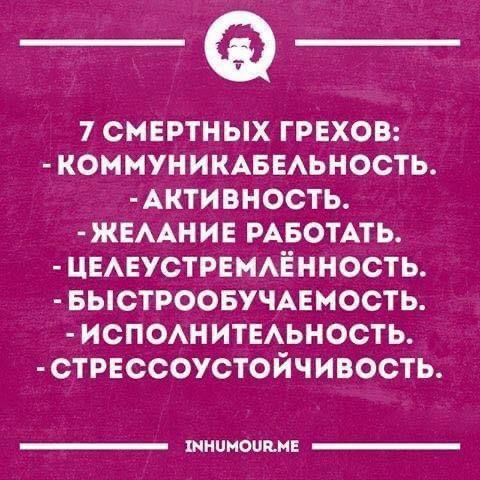 7 СМЕРТНЫХ ГРЕХОВ:
- КОММУНИКАБЕЛЬНОСТЬ.
- АКТИВНОСТЬ.
- ЖЕЛАНИЕ РАБОТАТЬ.
- ЦЕЛЕУСТРЕМЛЁННОСТЬ.
- БЫСТРООБУЧАЕМОСТЬ.
- ИСПОЛНИТЕЛЬНОСТЬ.
- СТРЕССОУСТОЙЧИВОСТЬ.
INHUMOUR.ME